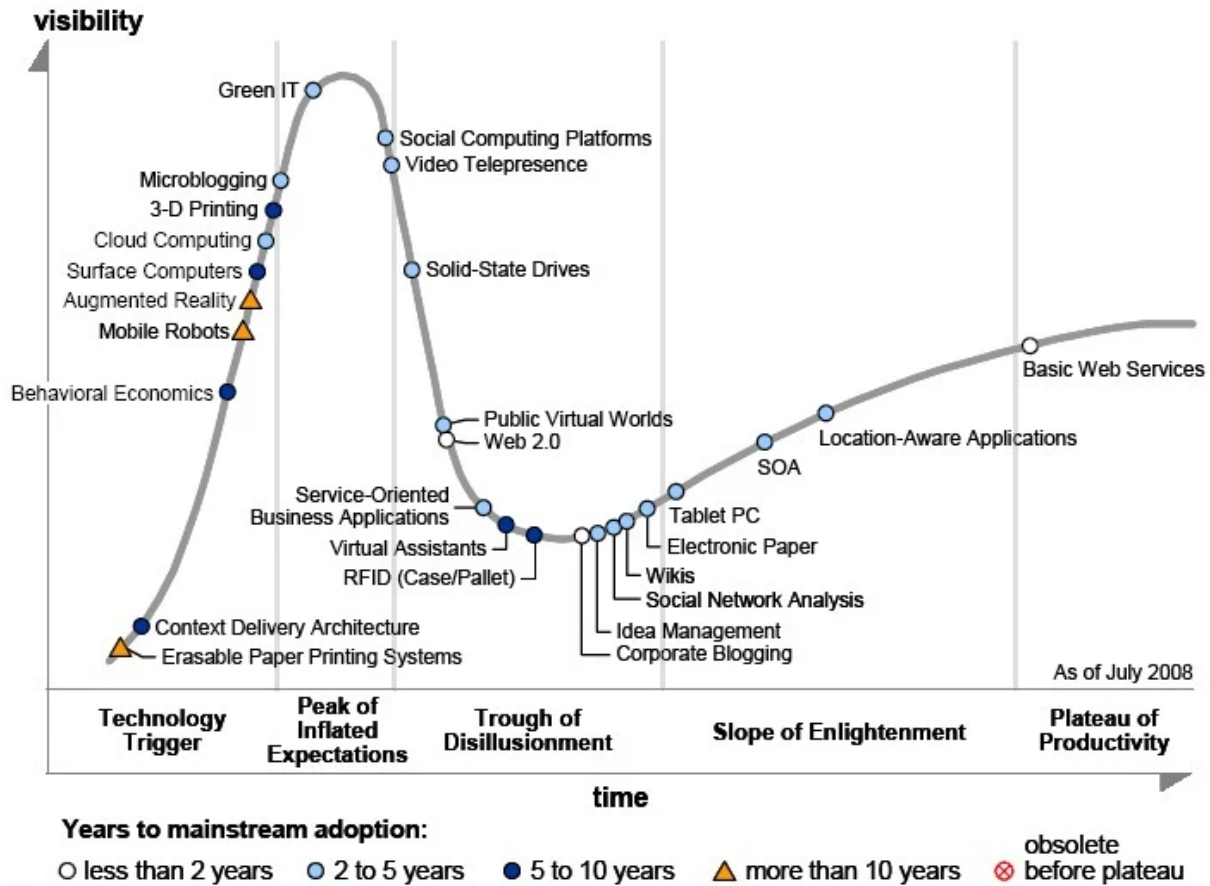 visibility
Green IT
Social Computing Platforms
Video Telepresence
Microblogging
3-D Printing
Cloud Computing
Surface Computers
Solid-State Drives
Augmented Reality
Mobile Robots
Basic Web Services
Behavioral Economics
Public Virtual Worlds
Web 2.0
Location-Aware Applications
SOA
Service-Oriented
Business Applications
Tablet PC
Virtual Assistants
Electronic Paper
RFID (Case/Pallet)
Wikis
Social Network Analysis
Context Delivery Architecture
Idea Management
Erasable Paper Printing Systems
Corporate Blogging
As of July 2008
Technology
Trigger
Peak of
Inflated
Expectations
Trough of
Disillusionment
Slope of Enlightenment
Plateau of
Productivity
time
Years to mainstream adoption:
less than 2 years
2 to 5 years
5 to 10 years
more than 10 years
obsolete
before plateau